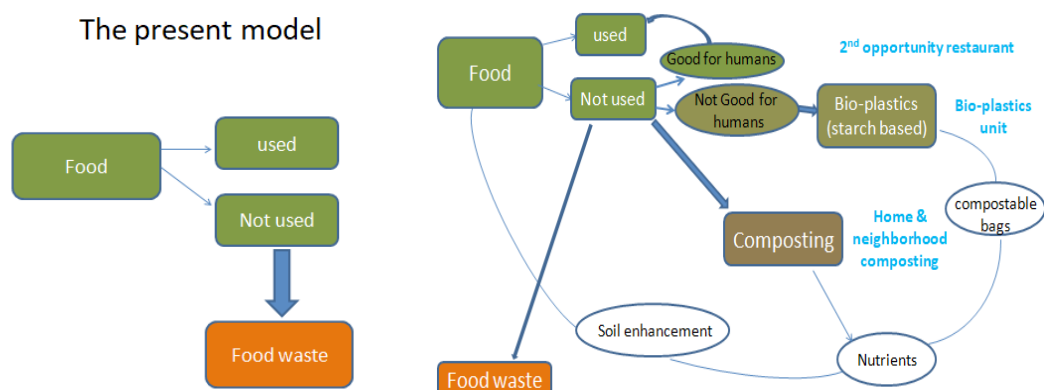 The present model
Food
used
Not used
Food waste
Food
used
Not used
Good for humans
Not Good for
humans
2nd opportunity restaurant
Bio-plastics
(starch based)
Bio-plastics
unit
compostable
bags
Composting
Home &
neighborhood
composting
Soil enhancement
Nutrients
Food waste